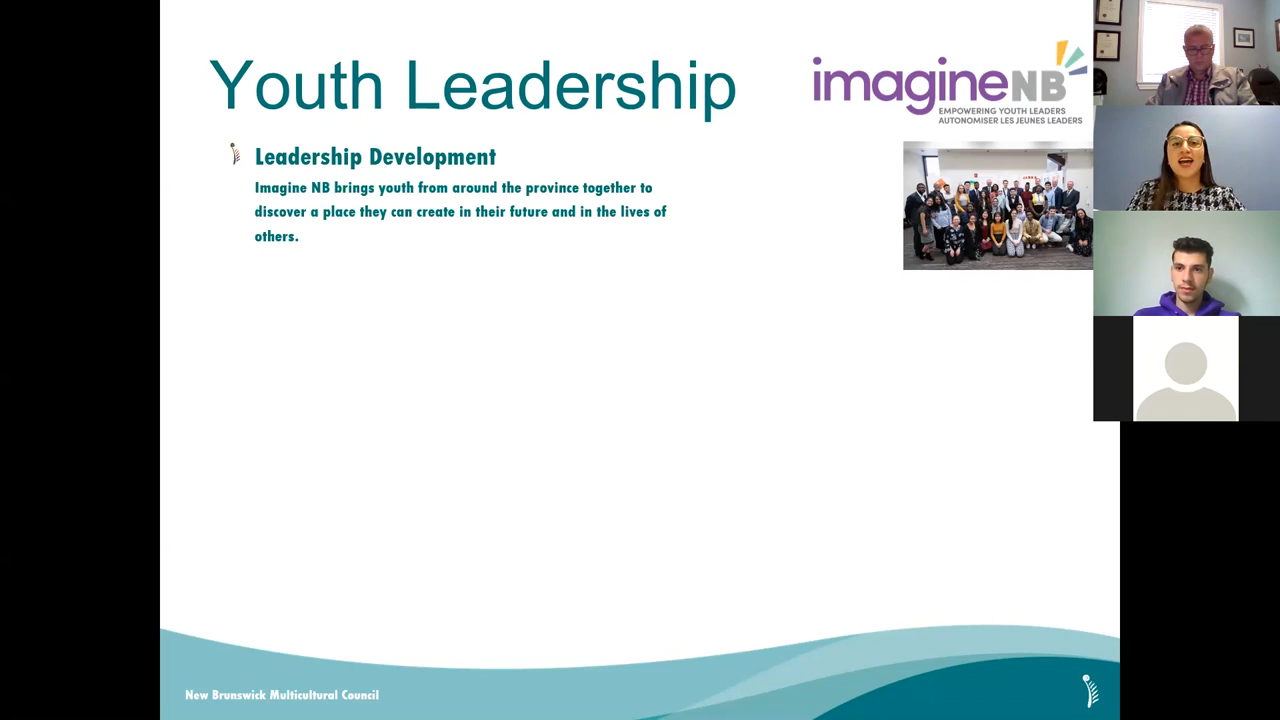 Youth Leadership
imagineNB
EMPOWERING YOUTH LEADERS
AUTONOMISER LES JEUNES LEADERS
Leadership Development
Imagine NB brings youth from around the province together to
discover a place they can create in their future and in the lives of
others.
New Brunswick Multicultural Council